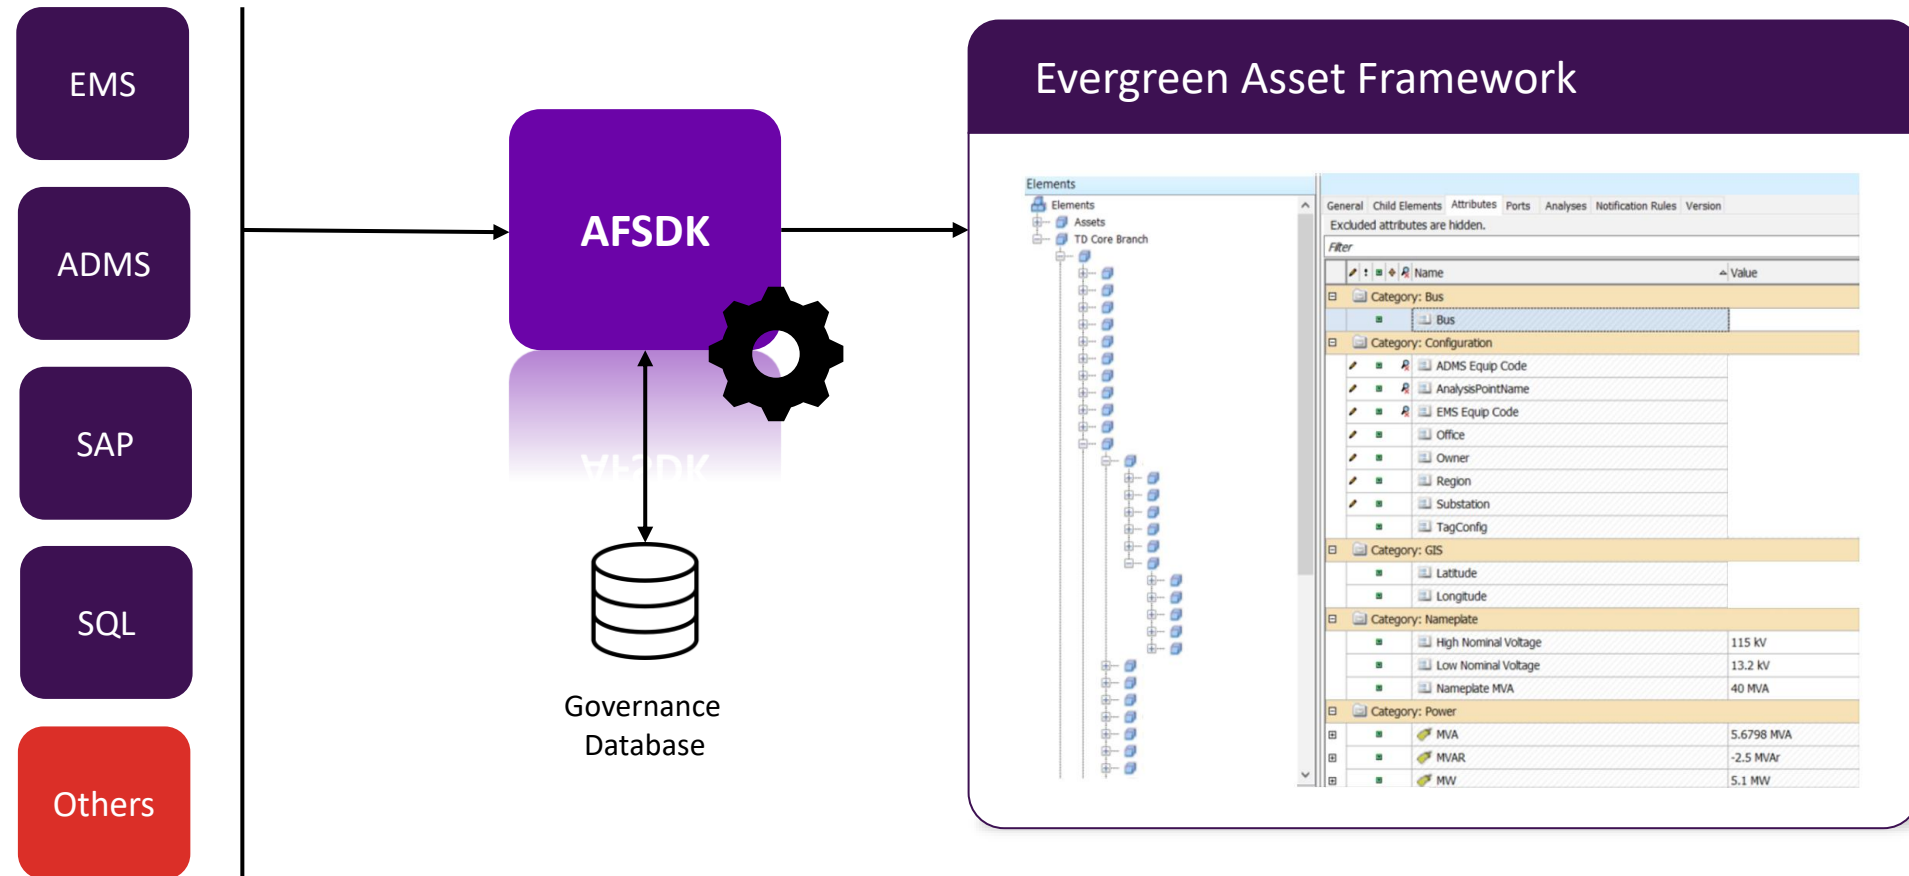 EMS
ADMS
SAP
SQL
Others
AFSDK
Governance
Database
Evergreen Asset Framework
Elements
Elements
Assets
TD Core Branch
General Child Elements Attributes Ports Analyses Notification Rules Version
Excluded attributes are hidden.
Filter
Name Value
Category: Bus
Bus
Category: Configuration
ADMS Equip Code
AnalysisPointName
EMS Equip Code
Office
Owner
Region
Substation
TagConfig
Category: GIS
Latitude
Longitude
Category: Nameplate
High Nominal Voltage 115 kV
Low Nominal Voltage 13.2 kV
Nameplate MVA 40 MVA
Category: Power
MVA 5.6798 MVA
MVAR -2.5 MVAr
MW 5.1 MW